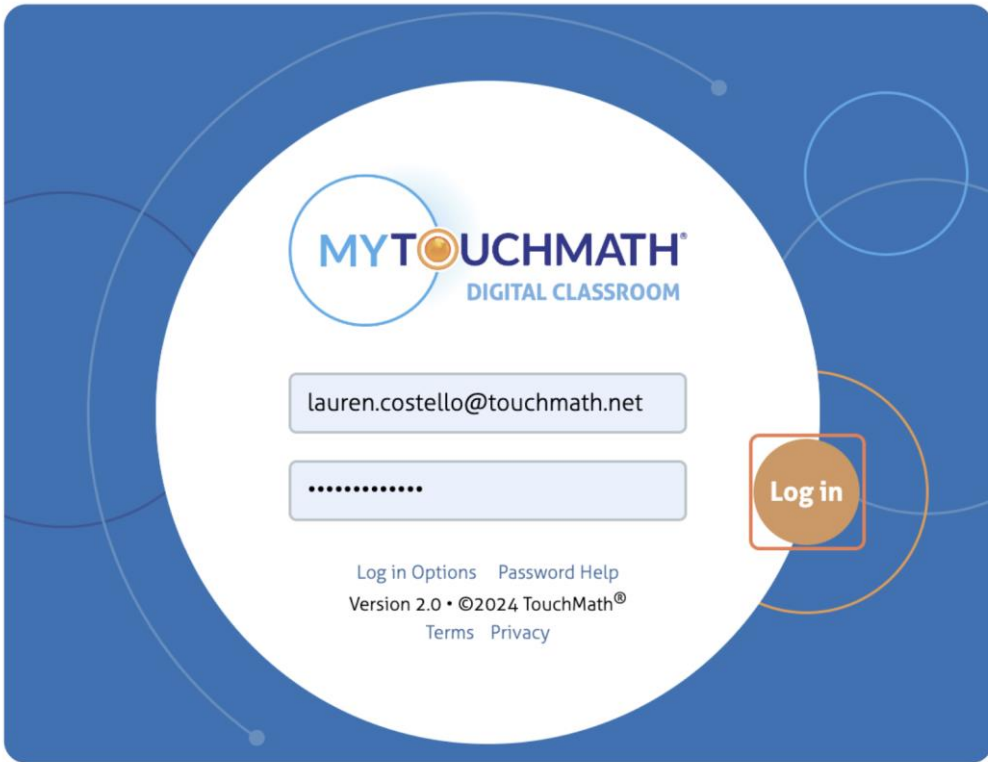 MYTOUCHMATH®
DIGITAL CLASSROOM
lauren.costello@touchmath.net
•••••••••••••
Log in
Log in Options Password Help
Version 2.0 • ©2024 TouchMath®
Terms Privacy